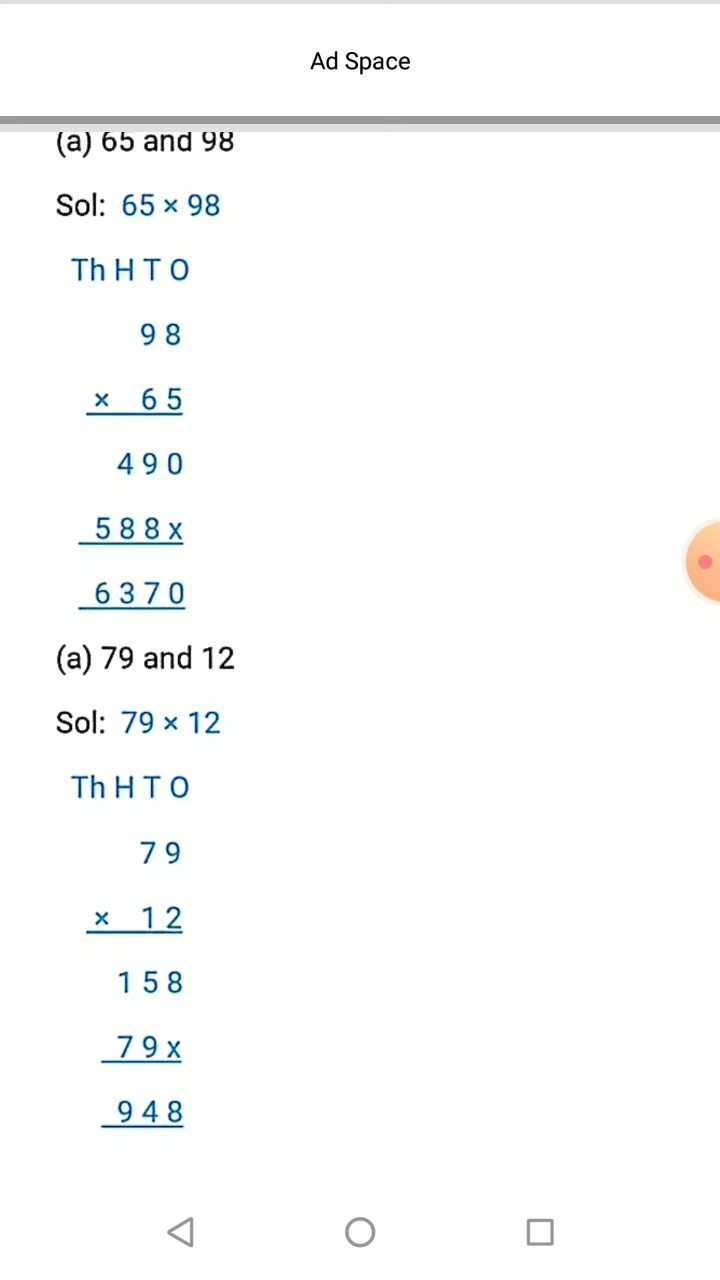 Ad Space
(a) 65 and 98
Sol: 65 × 98
Th H T O
9 8
× 6 5
4 9 0
5 8 8 x
6 3 7 0
(a) 79 and 12
Sol: 79 × 12
Th H T O
7 9
× 1 2
1 5 8
7 9 x
9 4 8